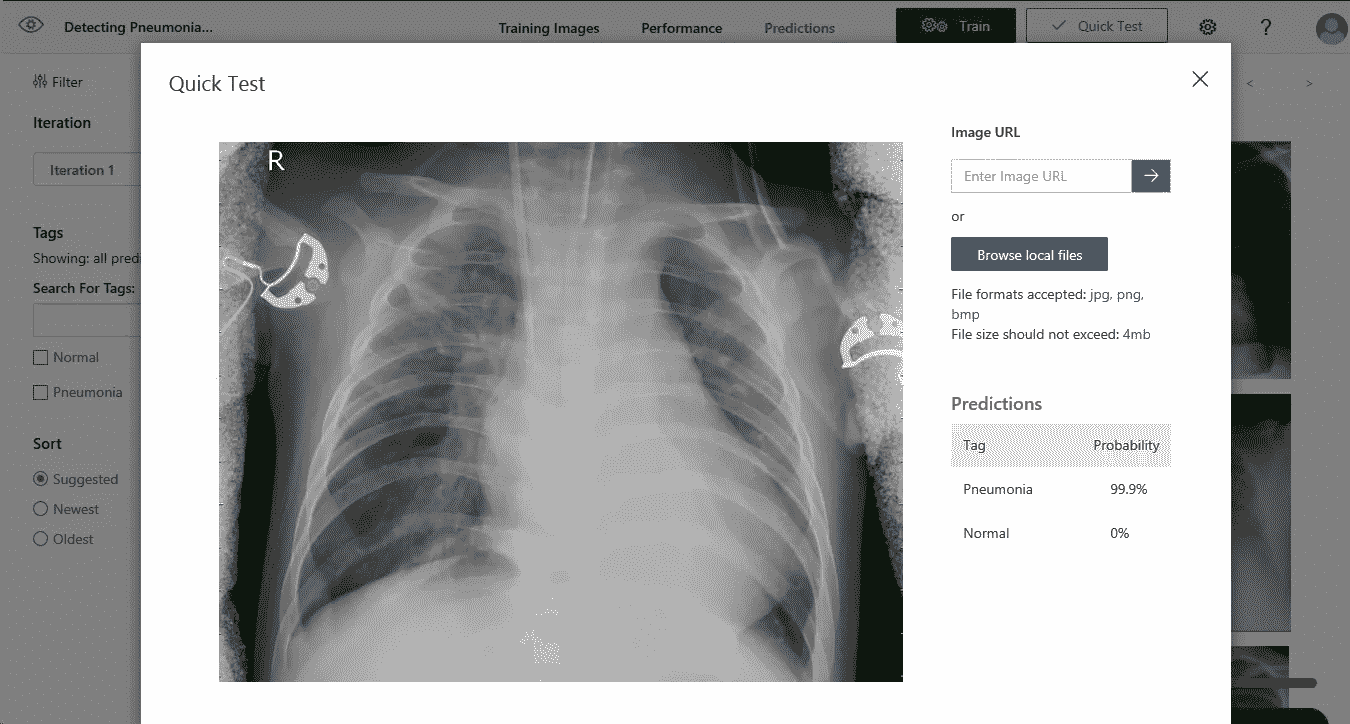 Detecting Pneumonia...
Training Images
Performance
Predictions
Train
Quick Test
?
Filter
Iteration
Iteration 1
Tags
Showing: all predi
Search For Tags:
Normal
Pneumonia
Sort
Suggested
Newest
Oldest
Quick Test
R
Image URL
Enter Image URL
or
Browse local files
File formats accepted: jpg, png,
bmp
File size should not exceed: 4mb
Predictions
Tag Probability
Pneumonia 99.9%
Normal 0%